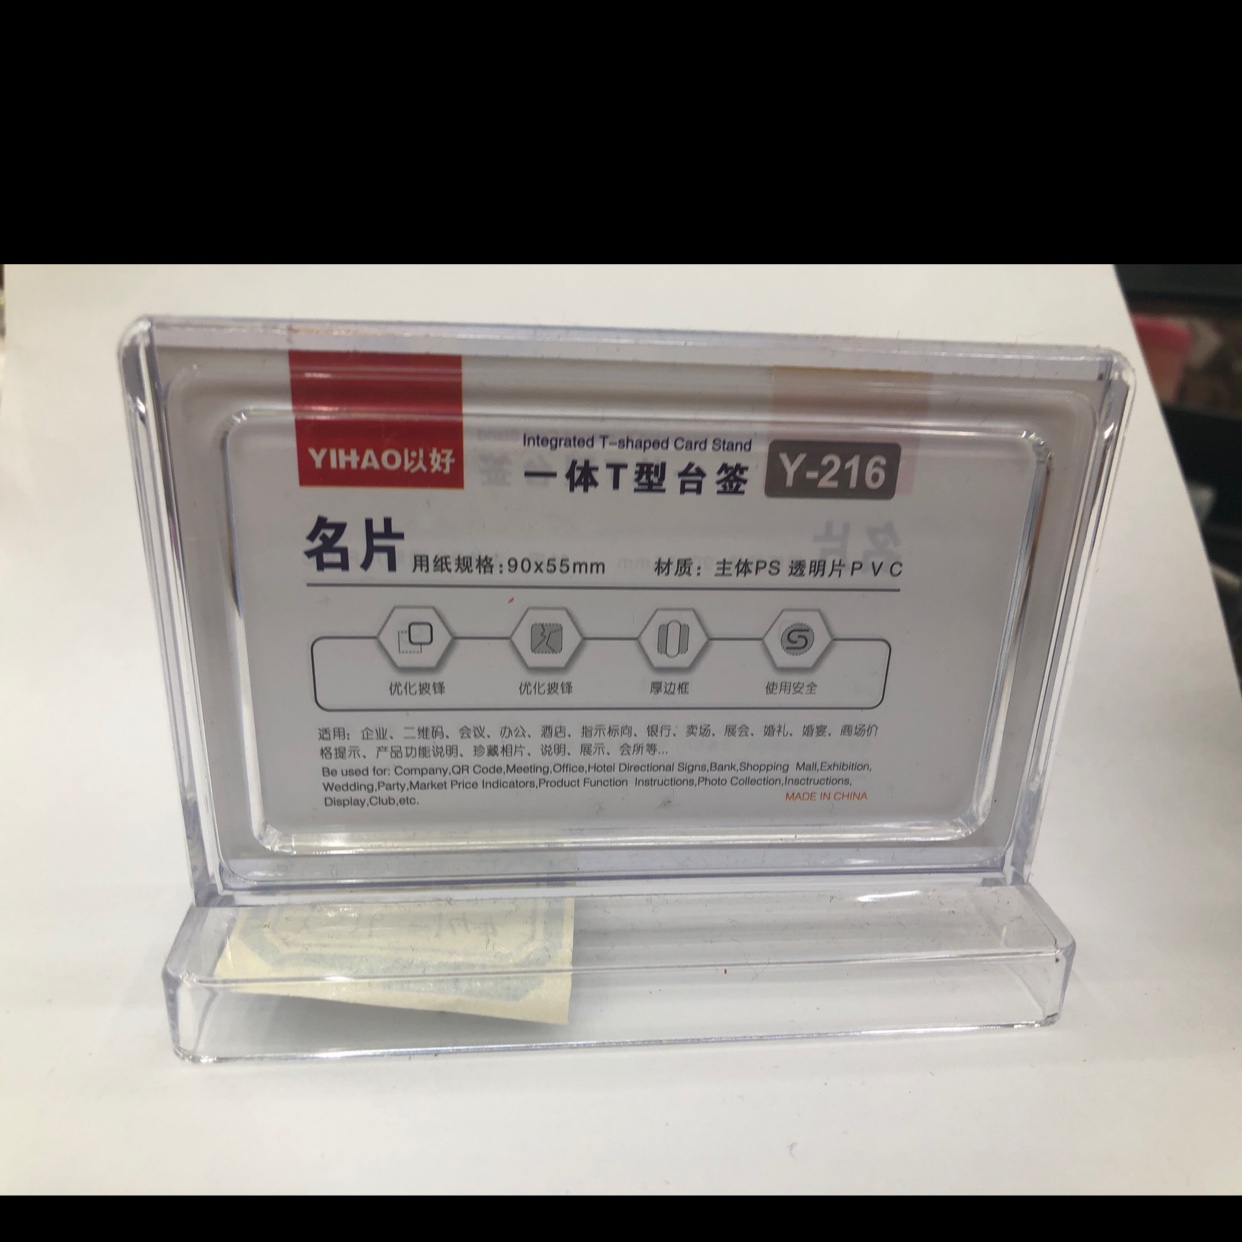 YIHAO以好
Integrated T-shaped Card Stand
一体T型台签 Y-216
名片 用纸规格:90x55mm 材质：主体PS 透明片PVC
优化披锋 优化披锋 厚边框 使用安全
适用：企业、二维码、会议、办公、酒店、指示标向、银行、卖场、展会、婚礼、婚宴、商场价
格提示、产品功能说明、珍藏相片、说明、展示、会所等...
Be used for: Company,QR Code,Meeting,Office,Hotel Directional Signs,Bank,Shopping Mall,Exhibition,
Wedding,Party,Market Price Indicators,Product Function Instructions,Photo Collection,Insctructions,
Display,Club,etc.
MADE IN CHINA